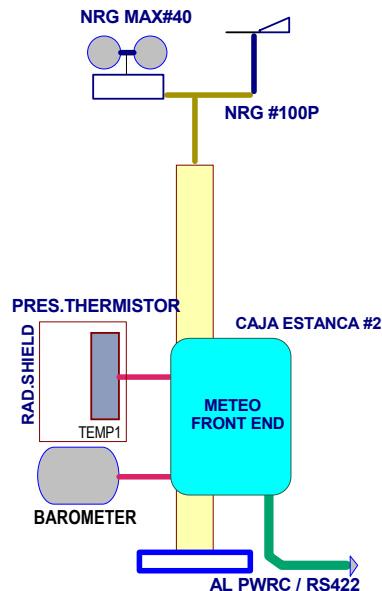 NRG MAX#40
NRG #100P
PRES.THERMISTOR
CAJA ESTANCA #2
RAD.SHIELD
METEO
FRONT END
TEMP1
BAROMETER
AL PWRC / RS422